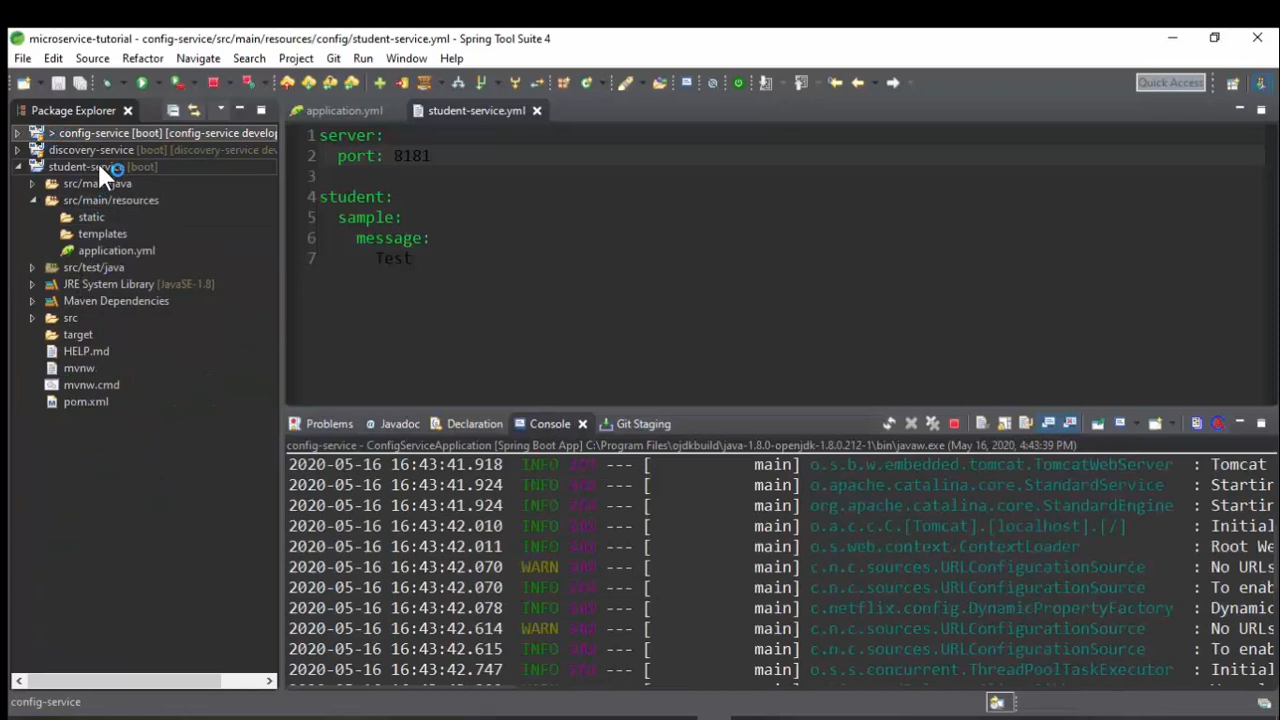 microservice-tutorial - config-service/src/main/resources/config/student-service.yml - Spring Tool Suite 4
File Edit Source Refactor Navigate Search Project Git Run Window Help
Quick Access
Package Explorer
application.yml
student-service.yml
> config-service [boot] [config-service develop
discovery-service [boot] [discovery-service dev
[boot]
src/main/java
src/main/resources
static
templates
application.yml
src/test/java
JRE System Library [JavaSE-1.8]
Maven Dependencies
src
target
HELP.md
mvnw
mvnw.cmd
pom.xml
1 server:
2 port: 8181
3
4 student:
5 sample:
6 message:
7 Test
Problems Javadoc Declaration Console Git Staging
config-service - ConfigServiceApplication [Spring Boot App] C:\Program Files\ojdkbuild\java-1.8.0-openjdk-1.8.0.212-1\bin\javaw.exe (May 16, 2020, 4:43:39 PM)
2020-05-16 16:43:41.918 INFO --- [ main] o.s.b.w.embedded.tomcat.TomcatWebServer : Tomcat
2020-05-16 16:43:41.924 INFO --- [ main] o.apache.catalina.core.StandardService : Startin
2020-05-16 16:43:41.924 INFO --- [ main] org.apache.catalina.core.StandardEngine : Startin
2020-05-16 16:43:42.010 INFO --- [ main] o.a.c.c.C.[Tomcat].[localhost].[/] : Initial
2020-05-16 16:43:42.011 INFO --- [ main] o.s.web.context.ContextLoader : Root We
2020-05-16 16:43:42.070 WARN --- [ main] c.n.c.sources.URLConfigurationSource : No URLs
2020-05-16 16:43:42.070 INFO --- [ main] c.n.c.sources.URLConfigurationSource : To enab
2020-05-16 16:43:42.078 INFO --- [ main] c.netflix.config.DynamicPropertyFactory : Dynamic
2020-05-16 16:43:42.614 WARN --- [ main] c.n.c.sources.URLConfigurationSource : No URLs
2020-05-16 16:43:42.615 INFO --- [ main] c.n.c.sources.URLConfigurationSource : To enab
2020-05-16 16:43:42.747 INFO --- [ main] o.s.s.concurrent.ThreadPoolTaskExecutor : Initial
config-service